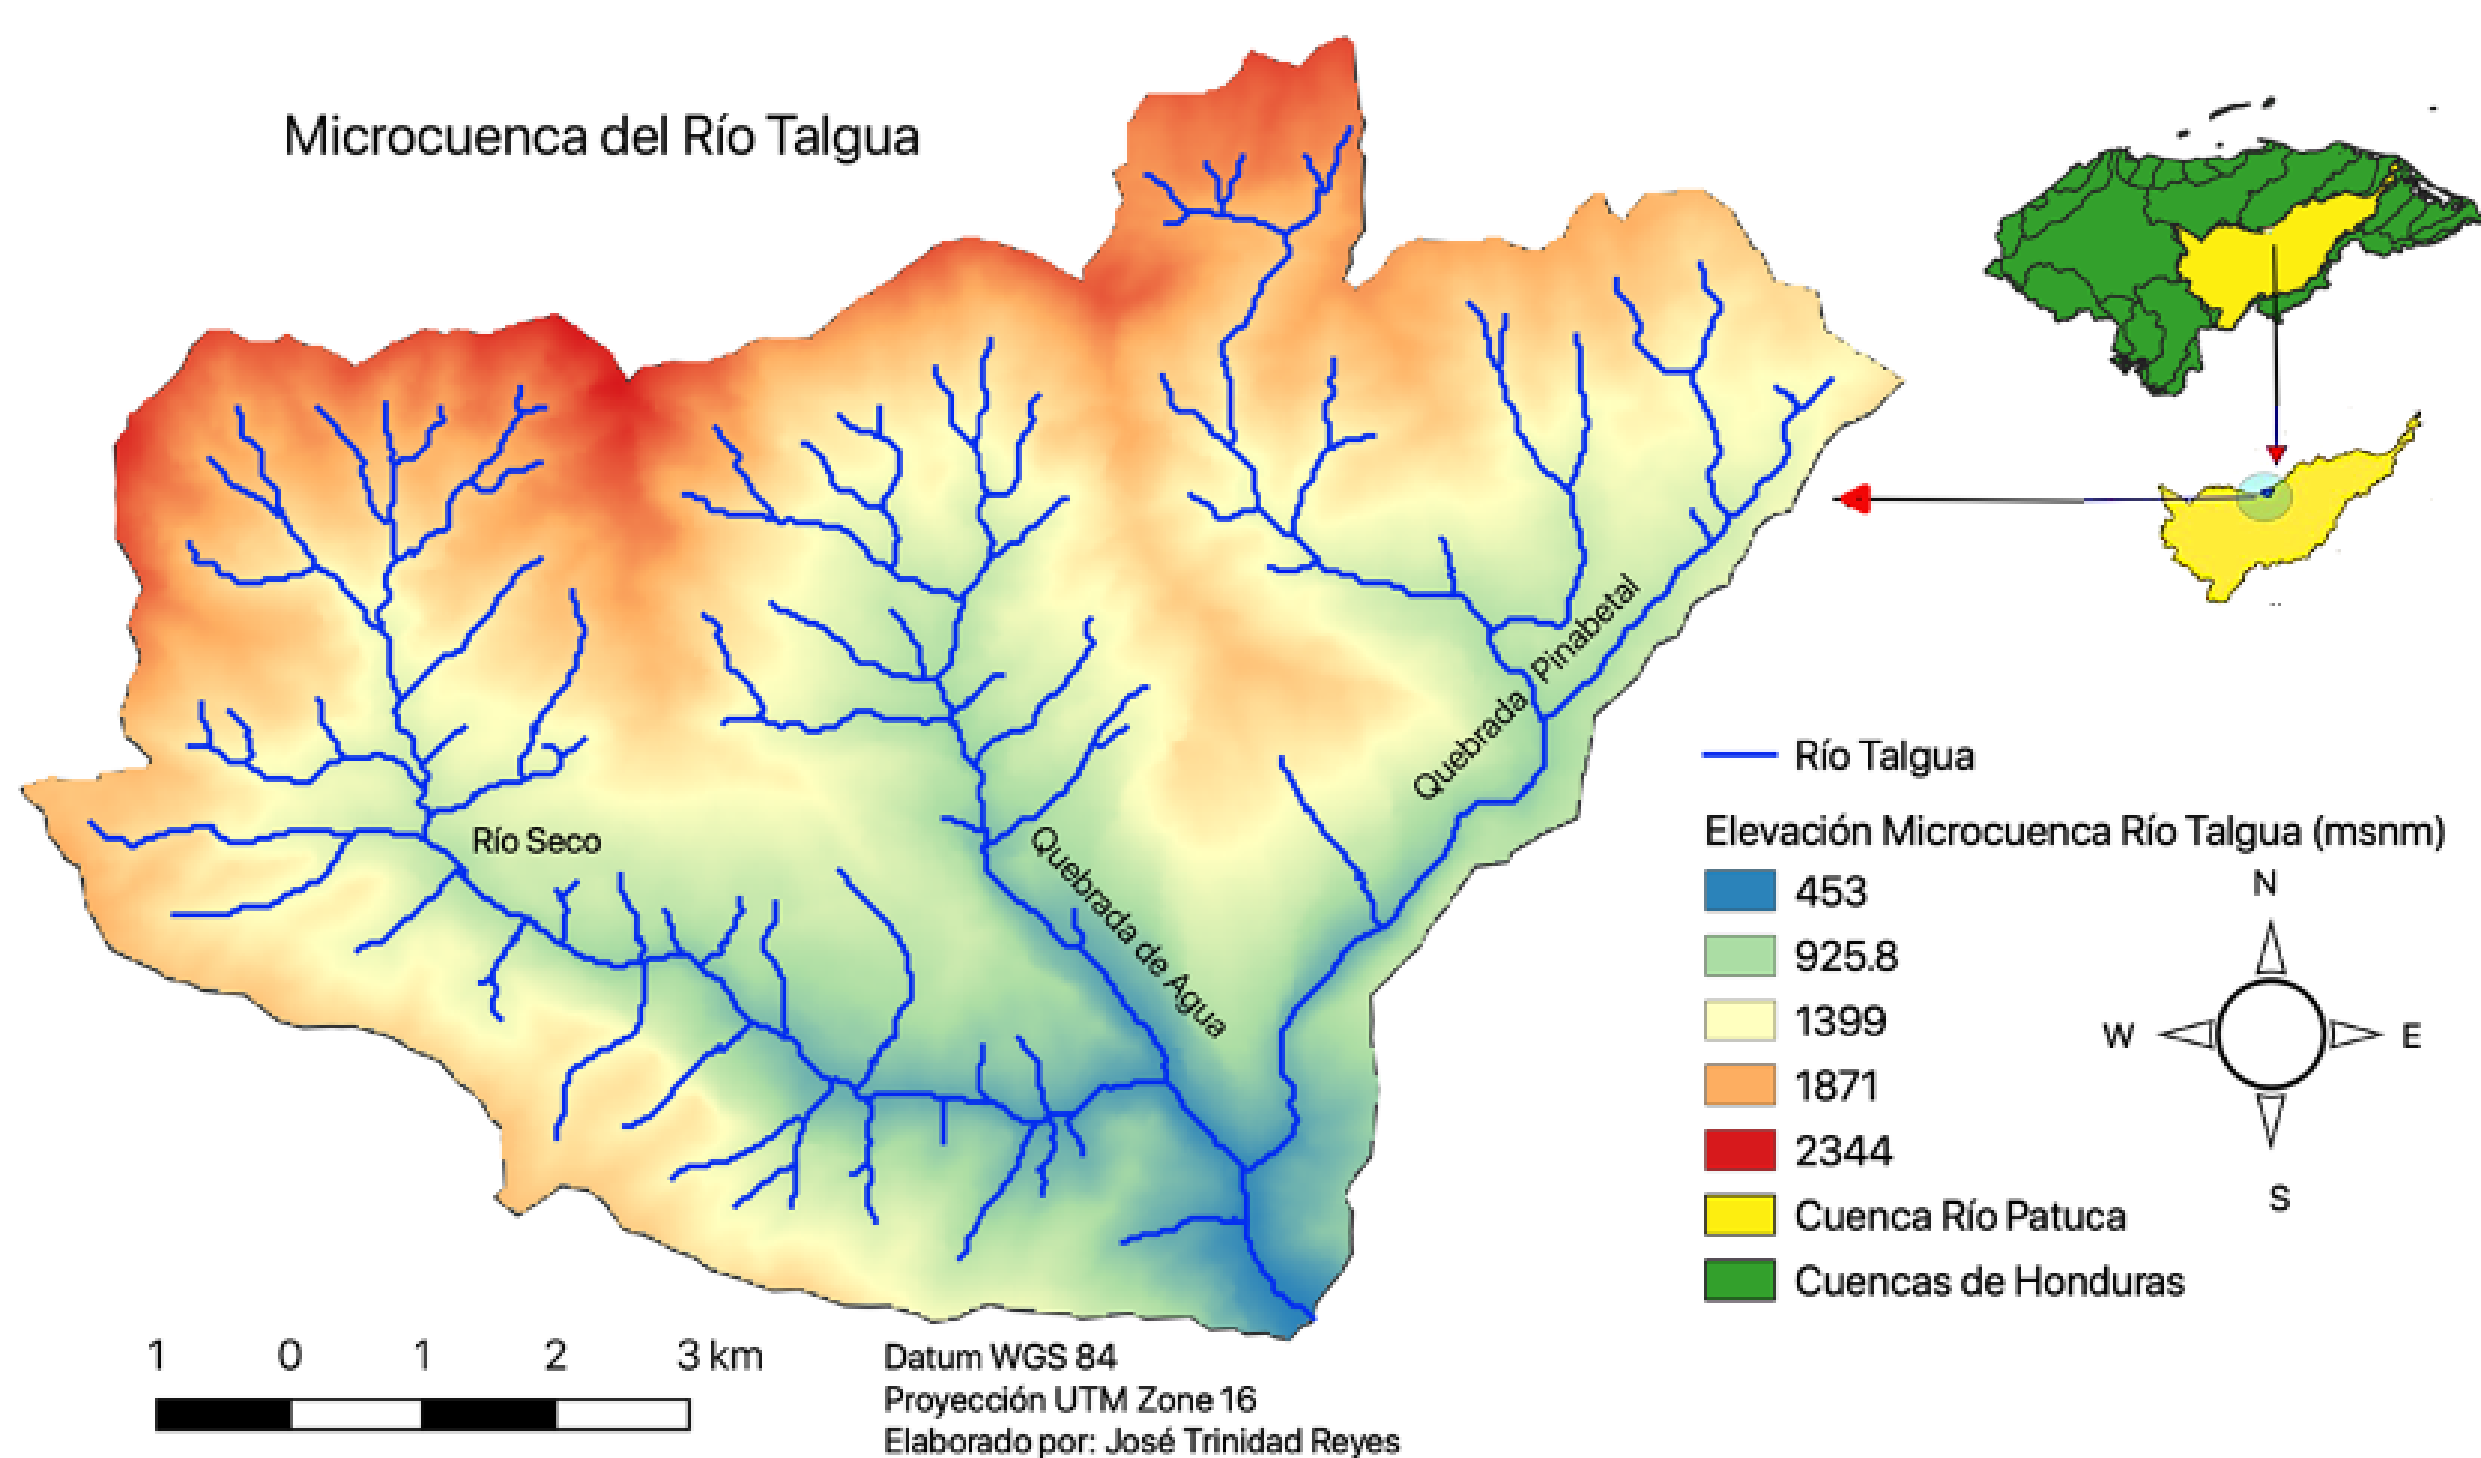 Microcuenca del Río Talgua
Quebrada Pinabetal
Río Seco
Quebrada de Agua
Río Talgua
Elevación Microcuenca Río Talgua (msnm)
453
925.8
1399
1871
2344
Cuenca Río Patuca
Cuencas de Honduras
N
W E
S
1 0 1 2 3 km
Datum WGS 84
Proyección UTM Zone 16
Elaborado por: José Trinidad Reyes